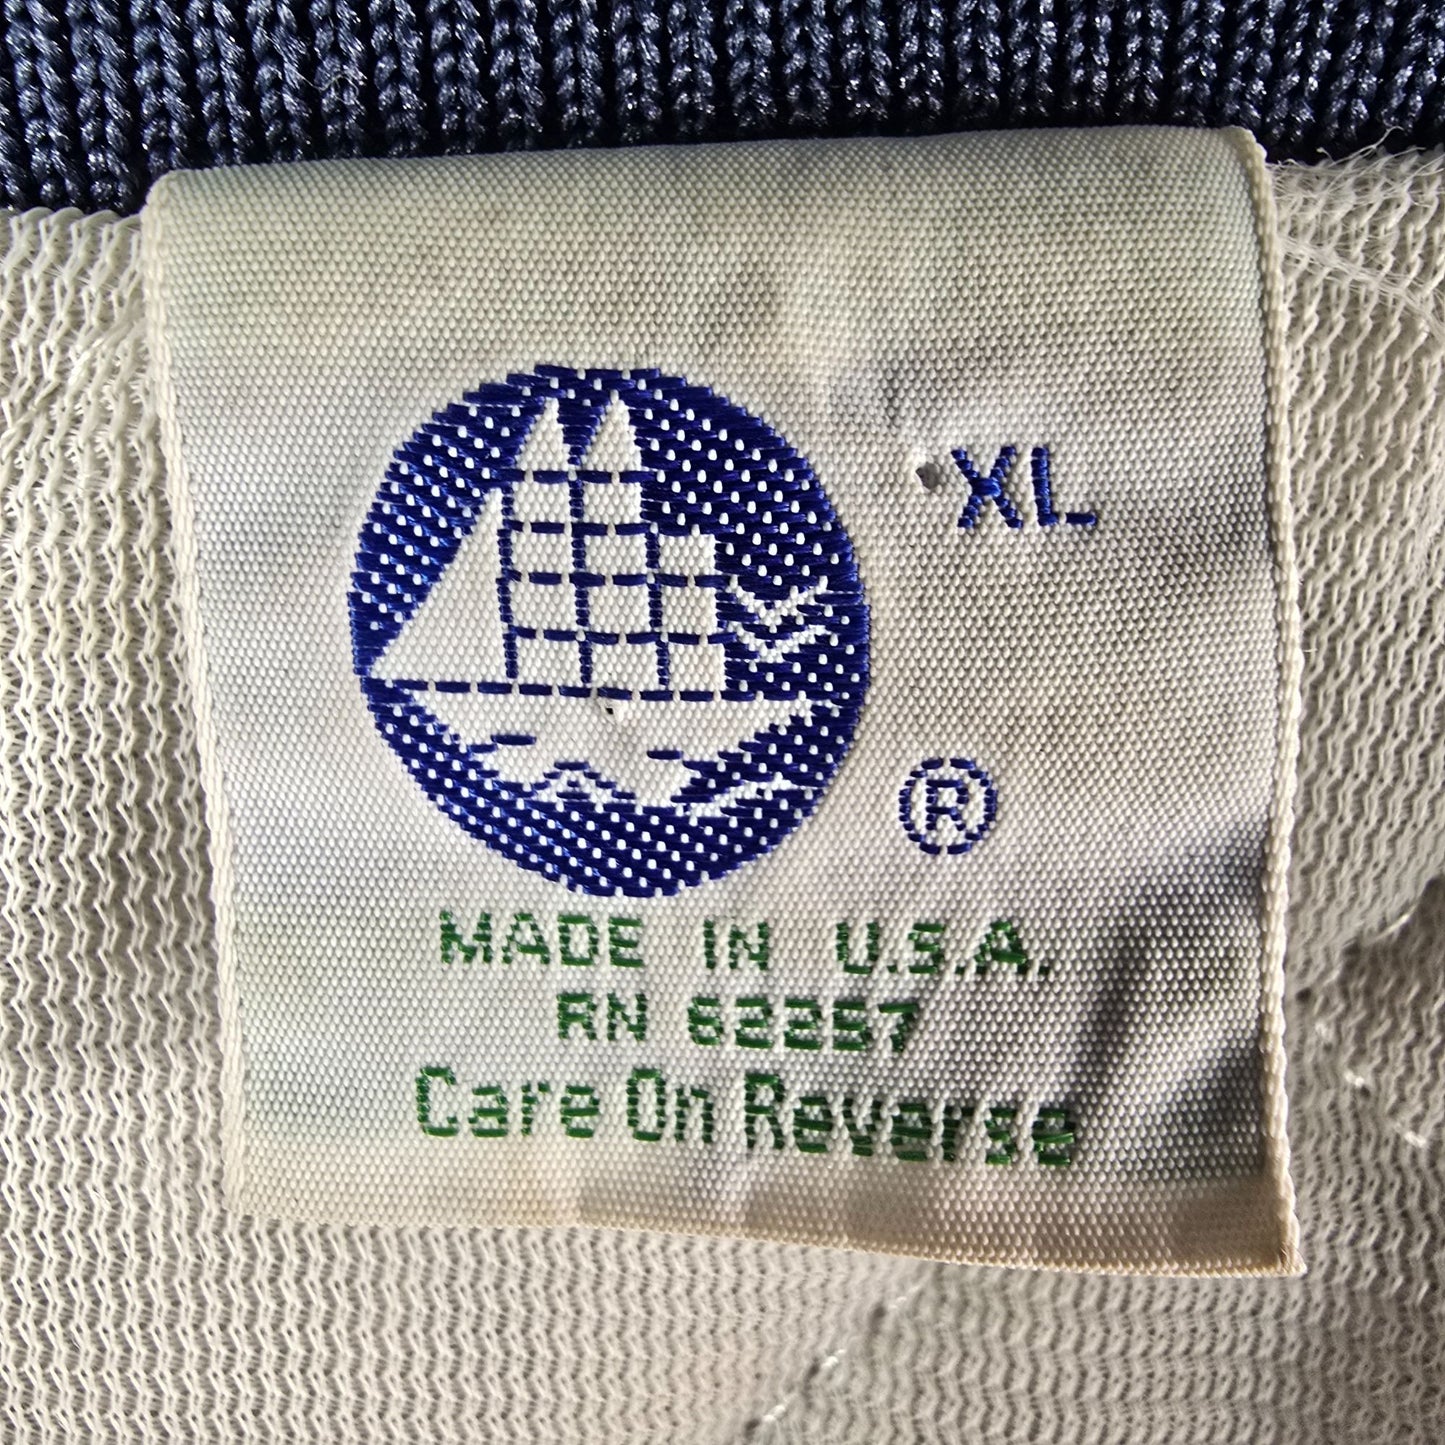 XL
®
MADE IN U.S.A.
RN 62257
Care On Reverse